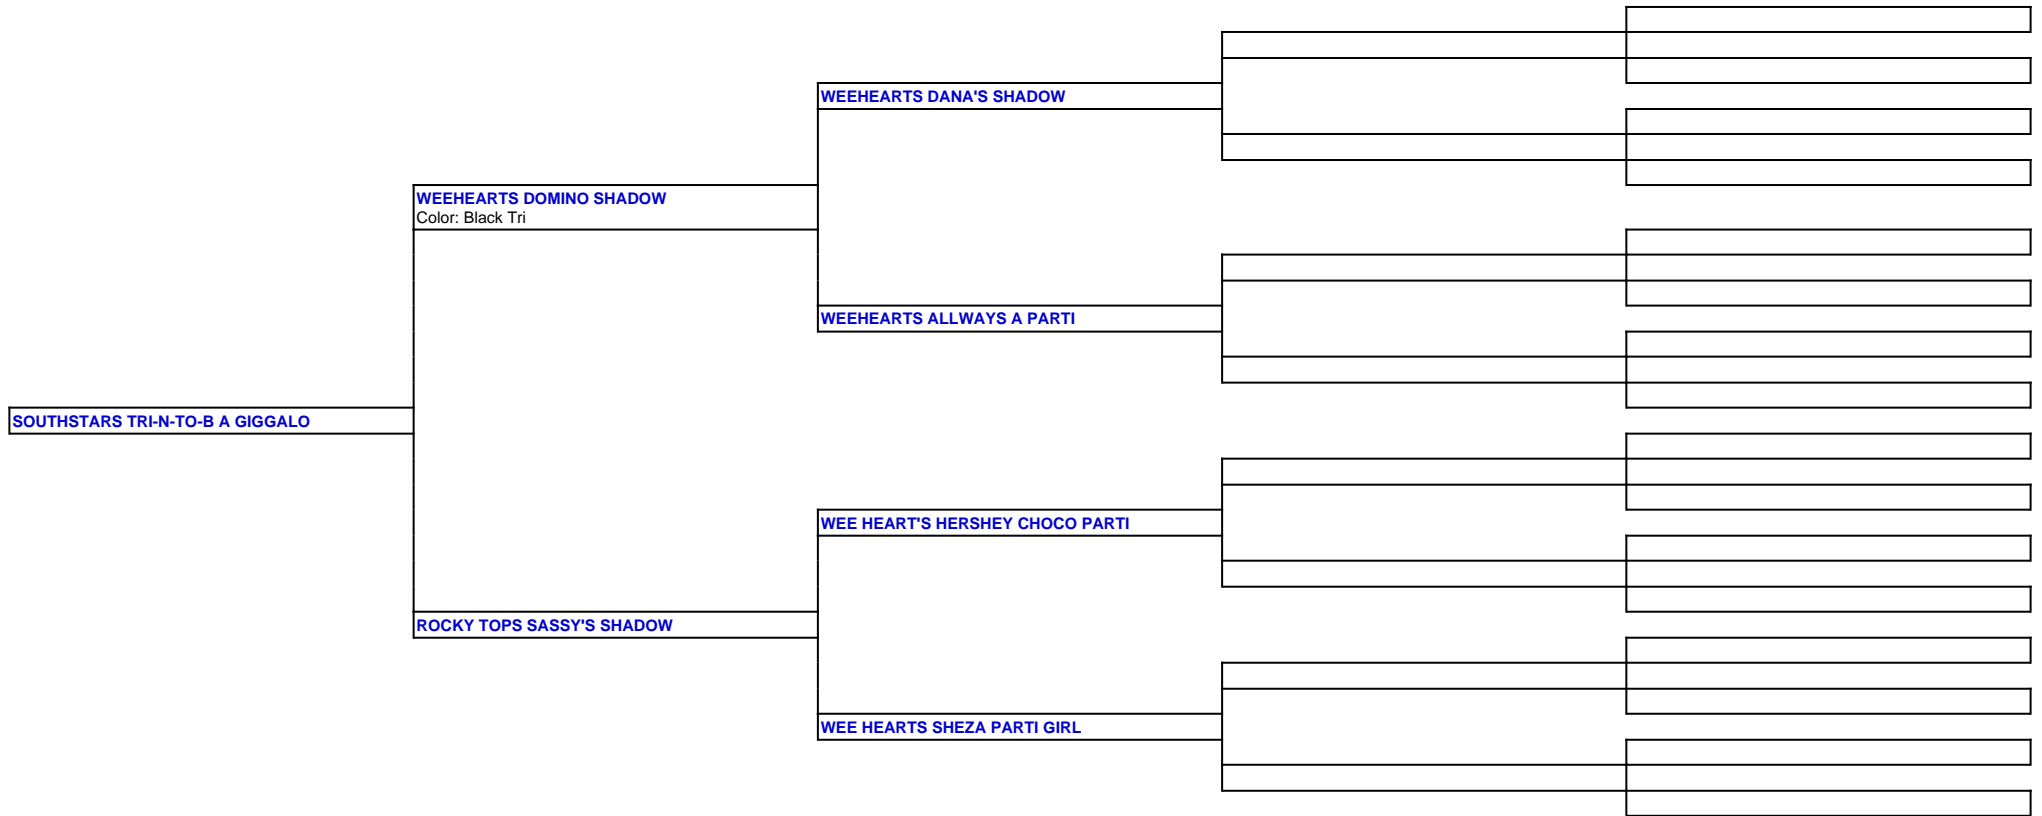 WEEHEARTS DANA'S SHADOW
WEEHEARTS DOMINO SHADOW
Color: Black Tri
WEEHEARTS ALLWAYS A PARTI
SOUTHSTARS TRI-N-TO-B A GIGGALO
WEE HEART'S HERSHEY CHOCO PARTI
ROCKY TOPS SASSY'S SHADOW
WEE HEARTS SHEZA PARTI GIRL